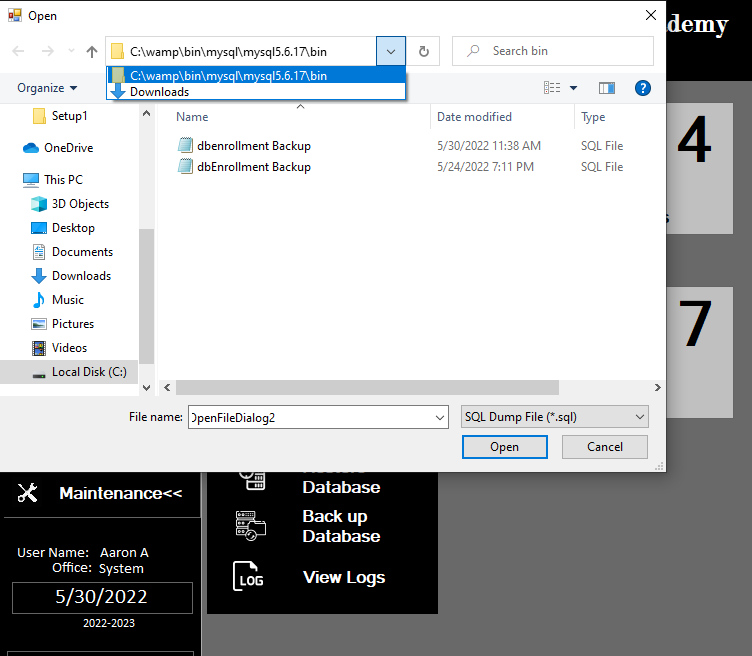 Open
demy
C:\wamp\bin\mysql\mysql5.6.17\bin
Search bin
C:\wamp\bin\mysql\mysql5.6.17\bin
Downloads
Organize
?
Setup1
OneDrive
This PC
3D Objects
Desktop
Documents
Downloads
Music
Pictures
Videos
Local Disk (C:)
Name Date modified Type
dbenrollment Backup 5/30/2022 11:38 AM SQL File
dbEnrollment Backup 5/24/2022 7:11 PM SQL File
4
s
7
File name: OpenFileDialog2 SQL Dump File (*.sql)
Open Cancel
Maintenance<<
Database
Back up
Database
LOG
View Logs
User Name: Aaron A
Office: System
5/30/2022
2022-2023